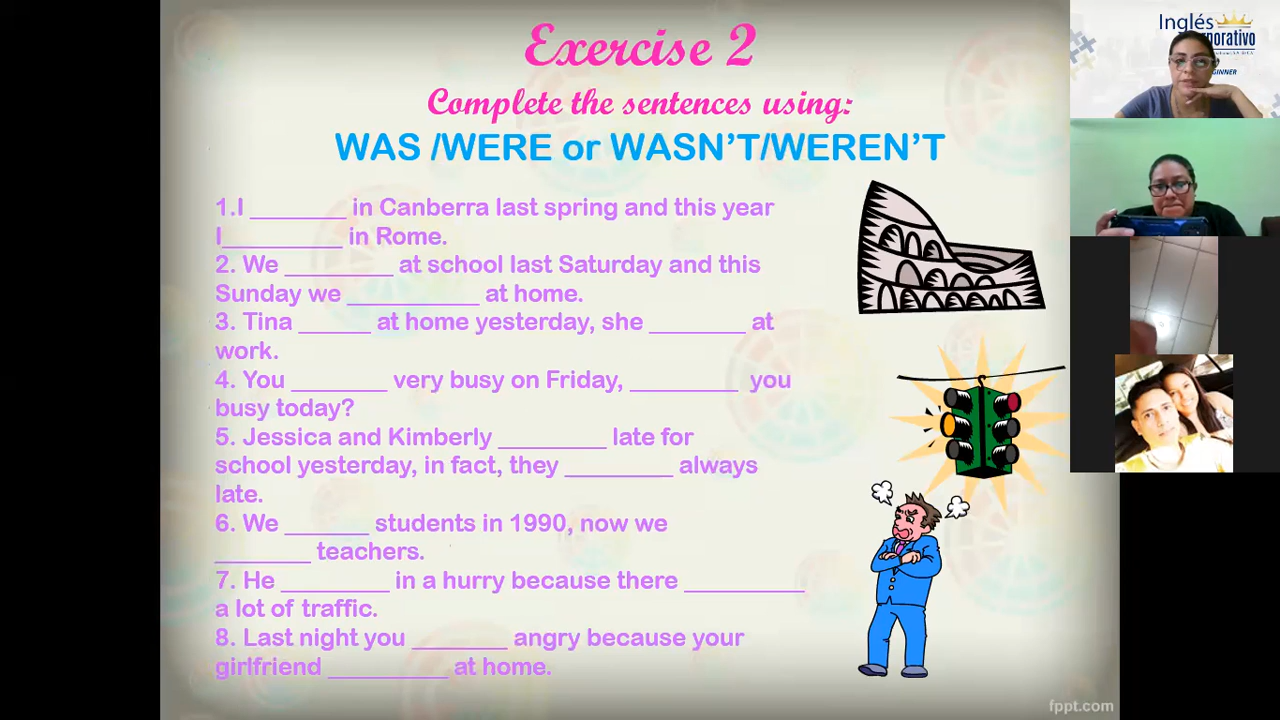 Exercise 2
Complete the sentences using:
WAS /WERE or WASN'T/WEREN'T
1.I ________ in Canberra last spring and this year
I__________ in Rome.
2. We _________ at school last Saturday and this
Sunday we ___________ at home.
3. Tina ______ at home yesterday, she ________ at
work.
4. You ________ very busy on Friday, _________ you
busy today?
5. Jessica and Kimberly _________ late for
school yesterday, in fact, they _________ always
late.
6. We _______ students in 1990, now we
________ teachers.
7. He _________ in a hurry because there __________
a lot of traffic.
8. Last night you ________ angry because your
girlfriend __________ at home.
fppt.com
Inglés